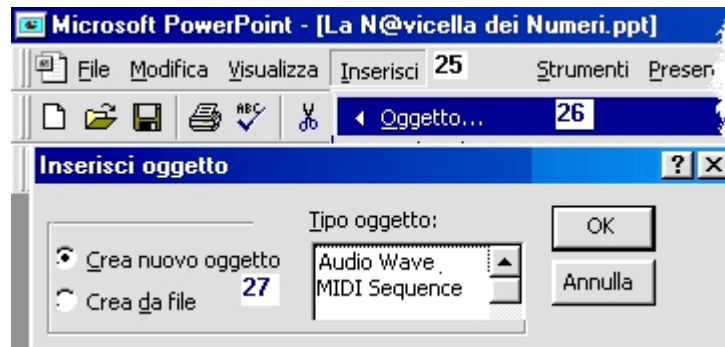 Microsoft PowerPoint - [La N@vicella dei Numeri.ppt]
File Modifica Visualizza Inserisci 25 Strumenti Presen
ABC Oggetto... 26
Inserisci oggetto ? X
Tipo oggetto: OK
Crea nuovo oggetto Audio Wave
Crea da file 27 MIDI Sequence Annulla